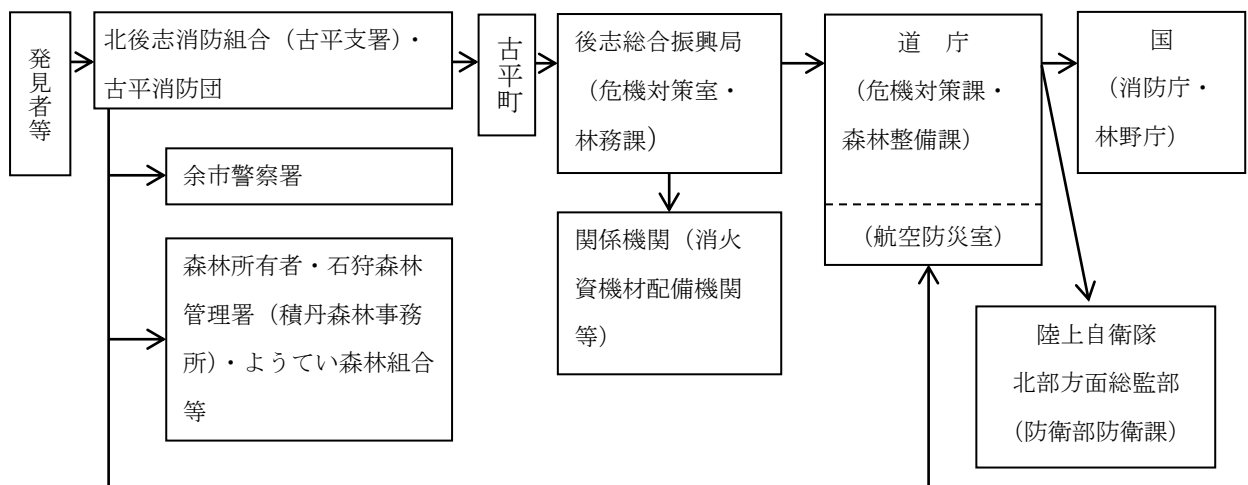 発見者等
北後志消防組合（古平支署）・
古平消防団
古平町
後志総合振興局
（危機対策室・
林務課）
道　庁
（危機対策課・
森林整備課）
（航空防災室）
国
（消防庁・
林野庁）
余市警察署
森林所有者・石狩森林
管理署（積丹森林事務
所）・ようてい森林組合
等
関係機関（消火
資機材配備機関
等）
陸上自衛隊
北部方面総監部
（防衛部防衛課）